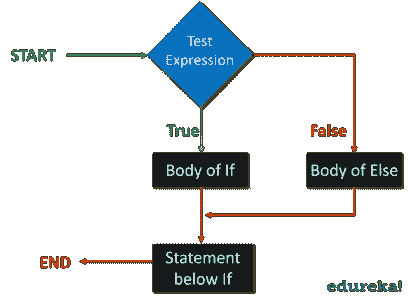 START
Test
Expression
True
False
Body of If
Body of Else
Statement
below If
END
edureka!